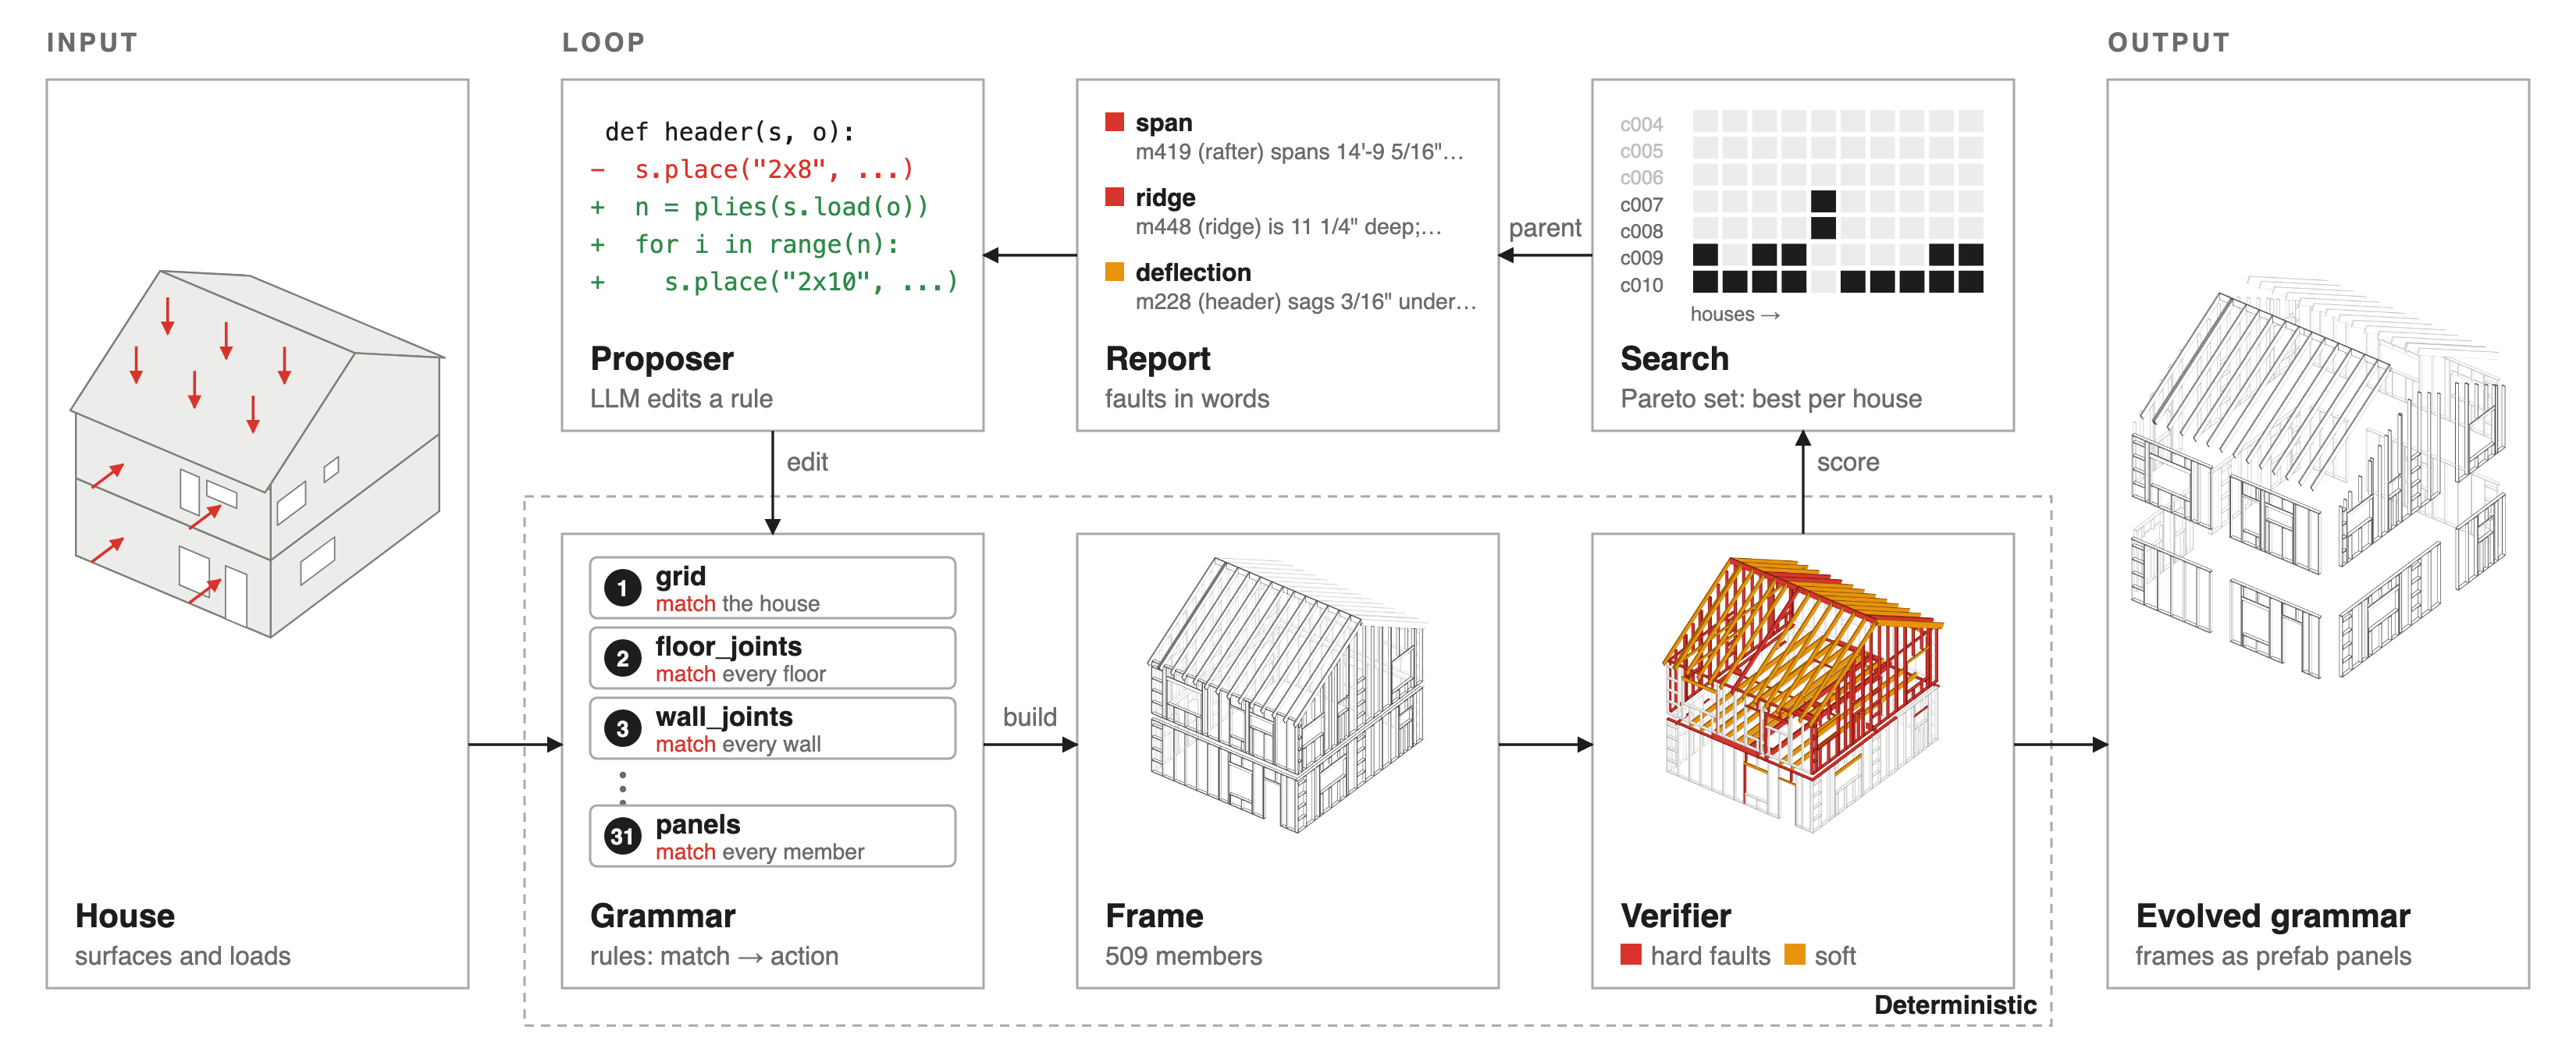 INPUT
LOOP
OUTPUT
def header(s, o):
−  s.place("2x8", ...)
+  n = plies(s.load(o))
+  for i in range(n):
+    s.place("2x10", ...)
Proposer
LLM edits a rule
span
m419 (rafter) spans 14'-9 5/16"…
ridge
m448 (ridge) is 11 1/4" deep;…
deflection
m228 (header) sags 3/16" under…
Report
faults in words
parent
c004
c005
c006
c007
c008
c009
c010
houses →
Search
Pareto set: best per house
edit
score
House
surfaces and loads
1 grid
match the house
2 floor_joints
match every floor
3 wall_joints
match every wall
31 panels
match every member
Grammar
rules: match → action
build
Frame
509 members
Verifier
hard faults soft
Deterministic
Evolved grammar
frames as prefab panels